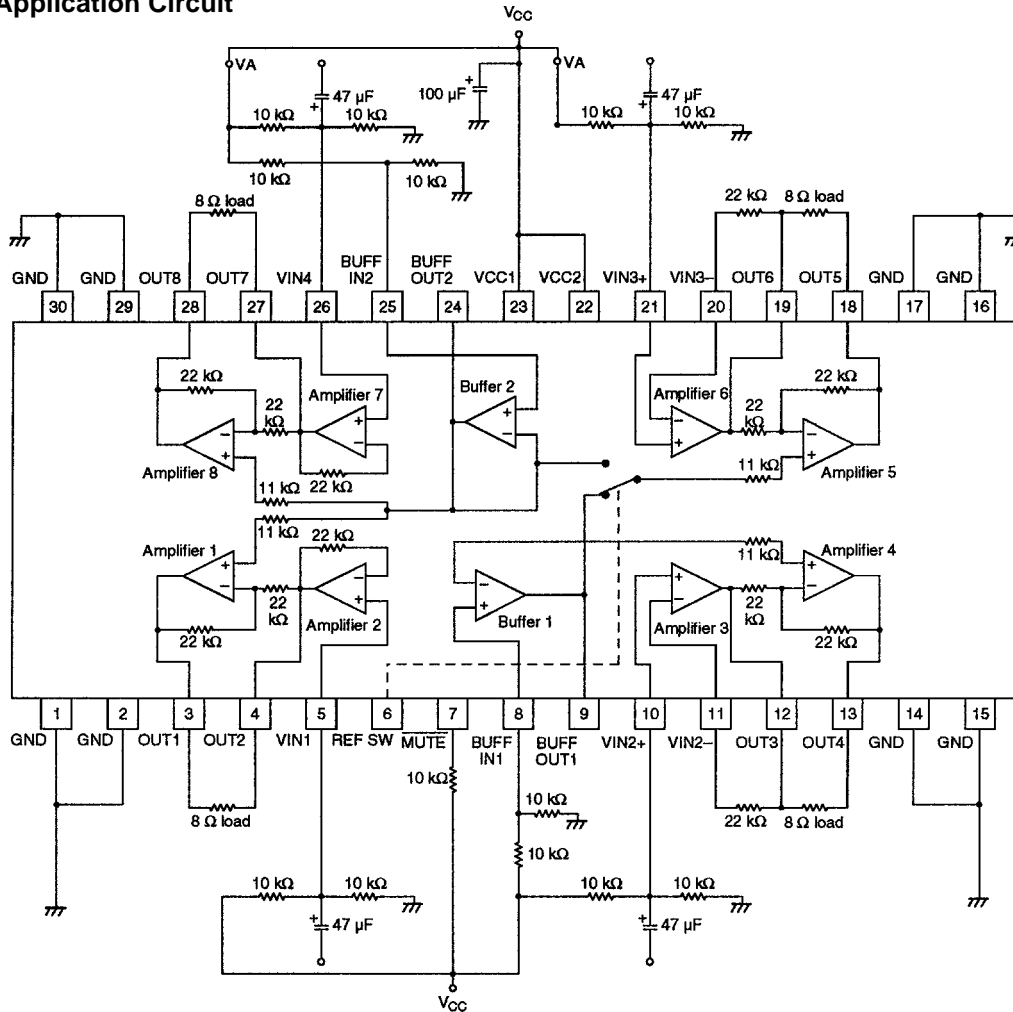 Application Circuit
VCC
VA
47 µF
100 µF
VA
47 µF
10 kΩ
10 kΩ
10 kΩ
10 kΩ
10 kΩ
10 kΩ
8 Ω load
22 kΩ
8 Ω load
GND
GND
OUT8
OUT7
VIN4
BUFF IN2
BUFF OUT2
VCC1
VCC2
VIN3+
VIN3−
OUT6
OUT5
GND
GND
30
29
28
27
26
25
24
23
22
21
20
19
18
17
16
22 kΩ
22 kΩ
Amplifier 7
Buffer 2
Amplifier 6
22 kΩ
22 kΩ
Amplifier 8
22 kΩ
11 kΩ
Amplifier 5
11 kΩ
11 kΩ
Amplifier 1
22 kΩ
11 kΩ
Amplifier 4
22 kΩ
22 kΩ
Amplifier 2
Buffer 1
Amplifier 3
22 kΩ
22 kΩ
1
2
3
4
5
6
7
8
9
10
11
12
13
14
15
GND
GND
OUT1
OUT2
VIN1
REF SW
MUTE
BUFF IN1
BUFF OUT1
VIN2+
VIN2−
OUT3
OUT4
GND
GND
10 kΩ
8 Ω load
10 kΩ
22 kΩ
8 Ω load
10 kΩ
10 kΩ
10 kΩ
10 kΩ
10 kΩ
47 µF
47 µF
VCC